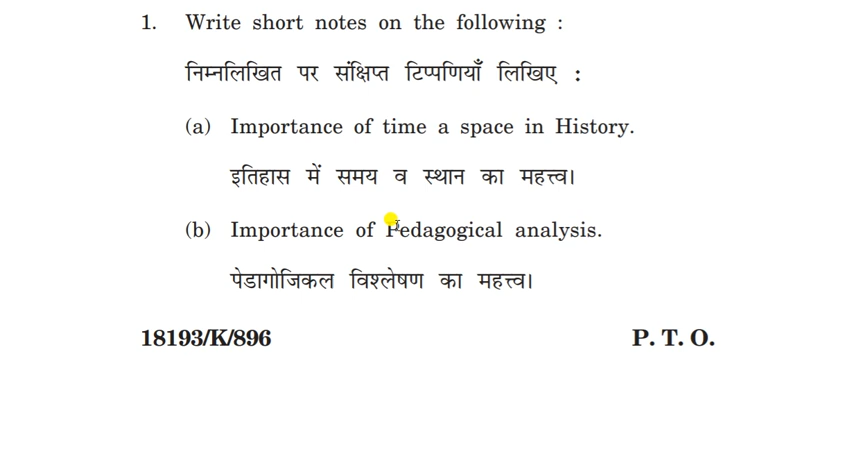 1. Write short notes on the following :
निम्नलिखित पर संक्षिप्त टिप्पणियाँ लिखिए :
(a) Importance of time a space in History.
इतिहास में समय व स्थान का महत्त्व।
(b) Importance of Pedagogical analysis.
पेडागोजिकल विश्लेषण का महत्त्व।
18193/K/896 P. T. O.